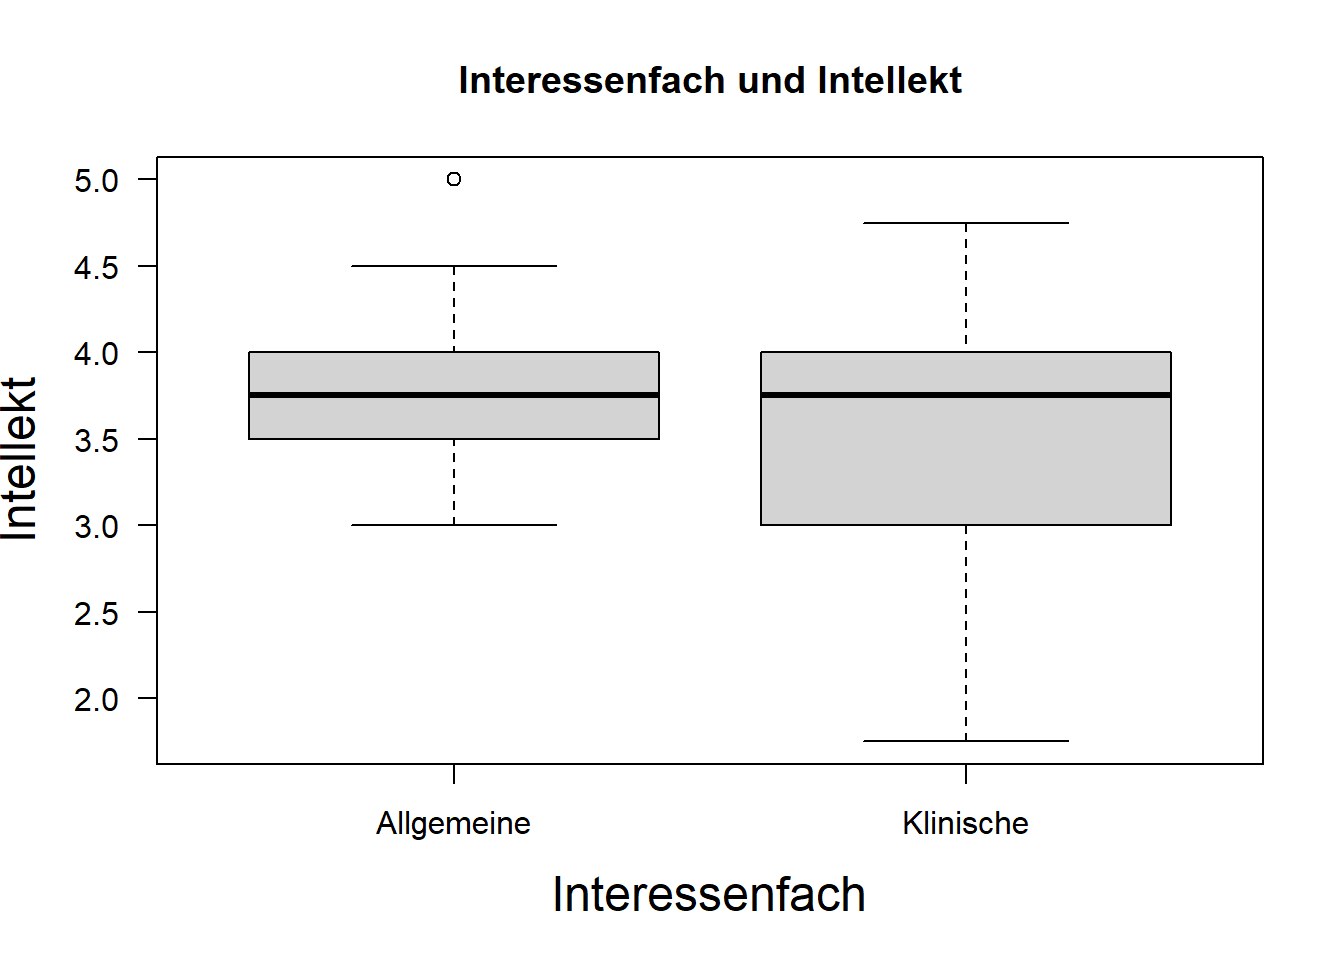 Interessenfach und Intellekt
5.0
4.5
4.0
3.5
3.0
2.5
2.0
Intellekt
Allgemeine
Klinische
Interessenfach